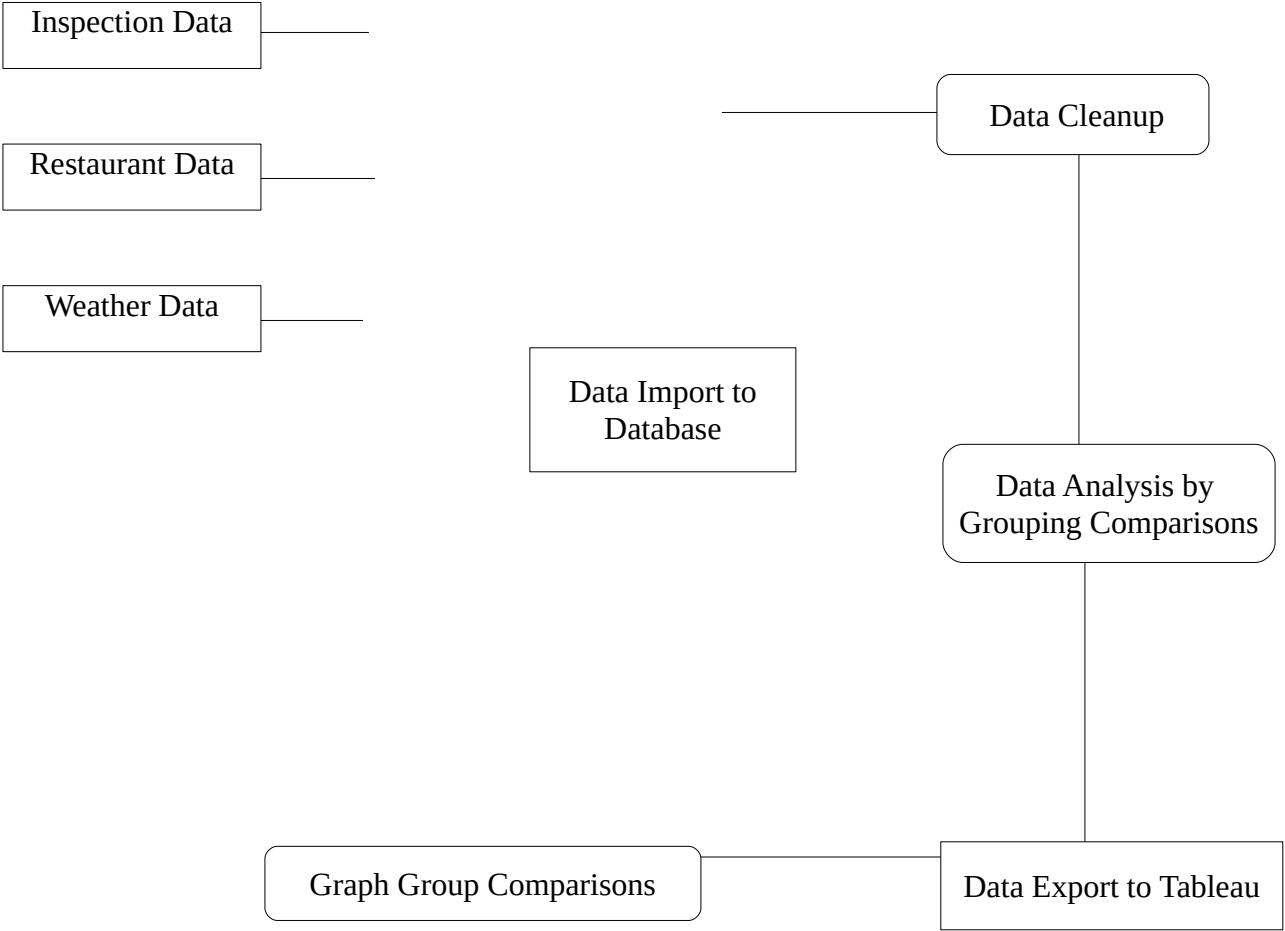 Inspection Data
Data Cleanup
Restaurant Data
Weather Data
Data Import to
Database
Data Analysis by
Grouping Comparisons
Graph Group Comparisons
Data Export to Tableau